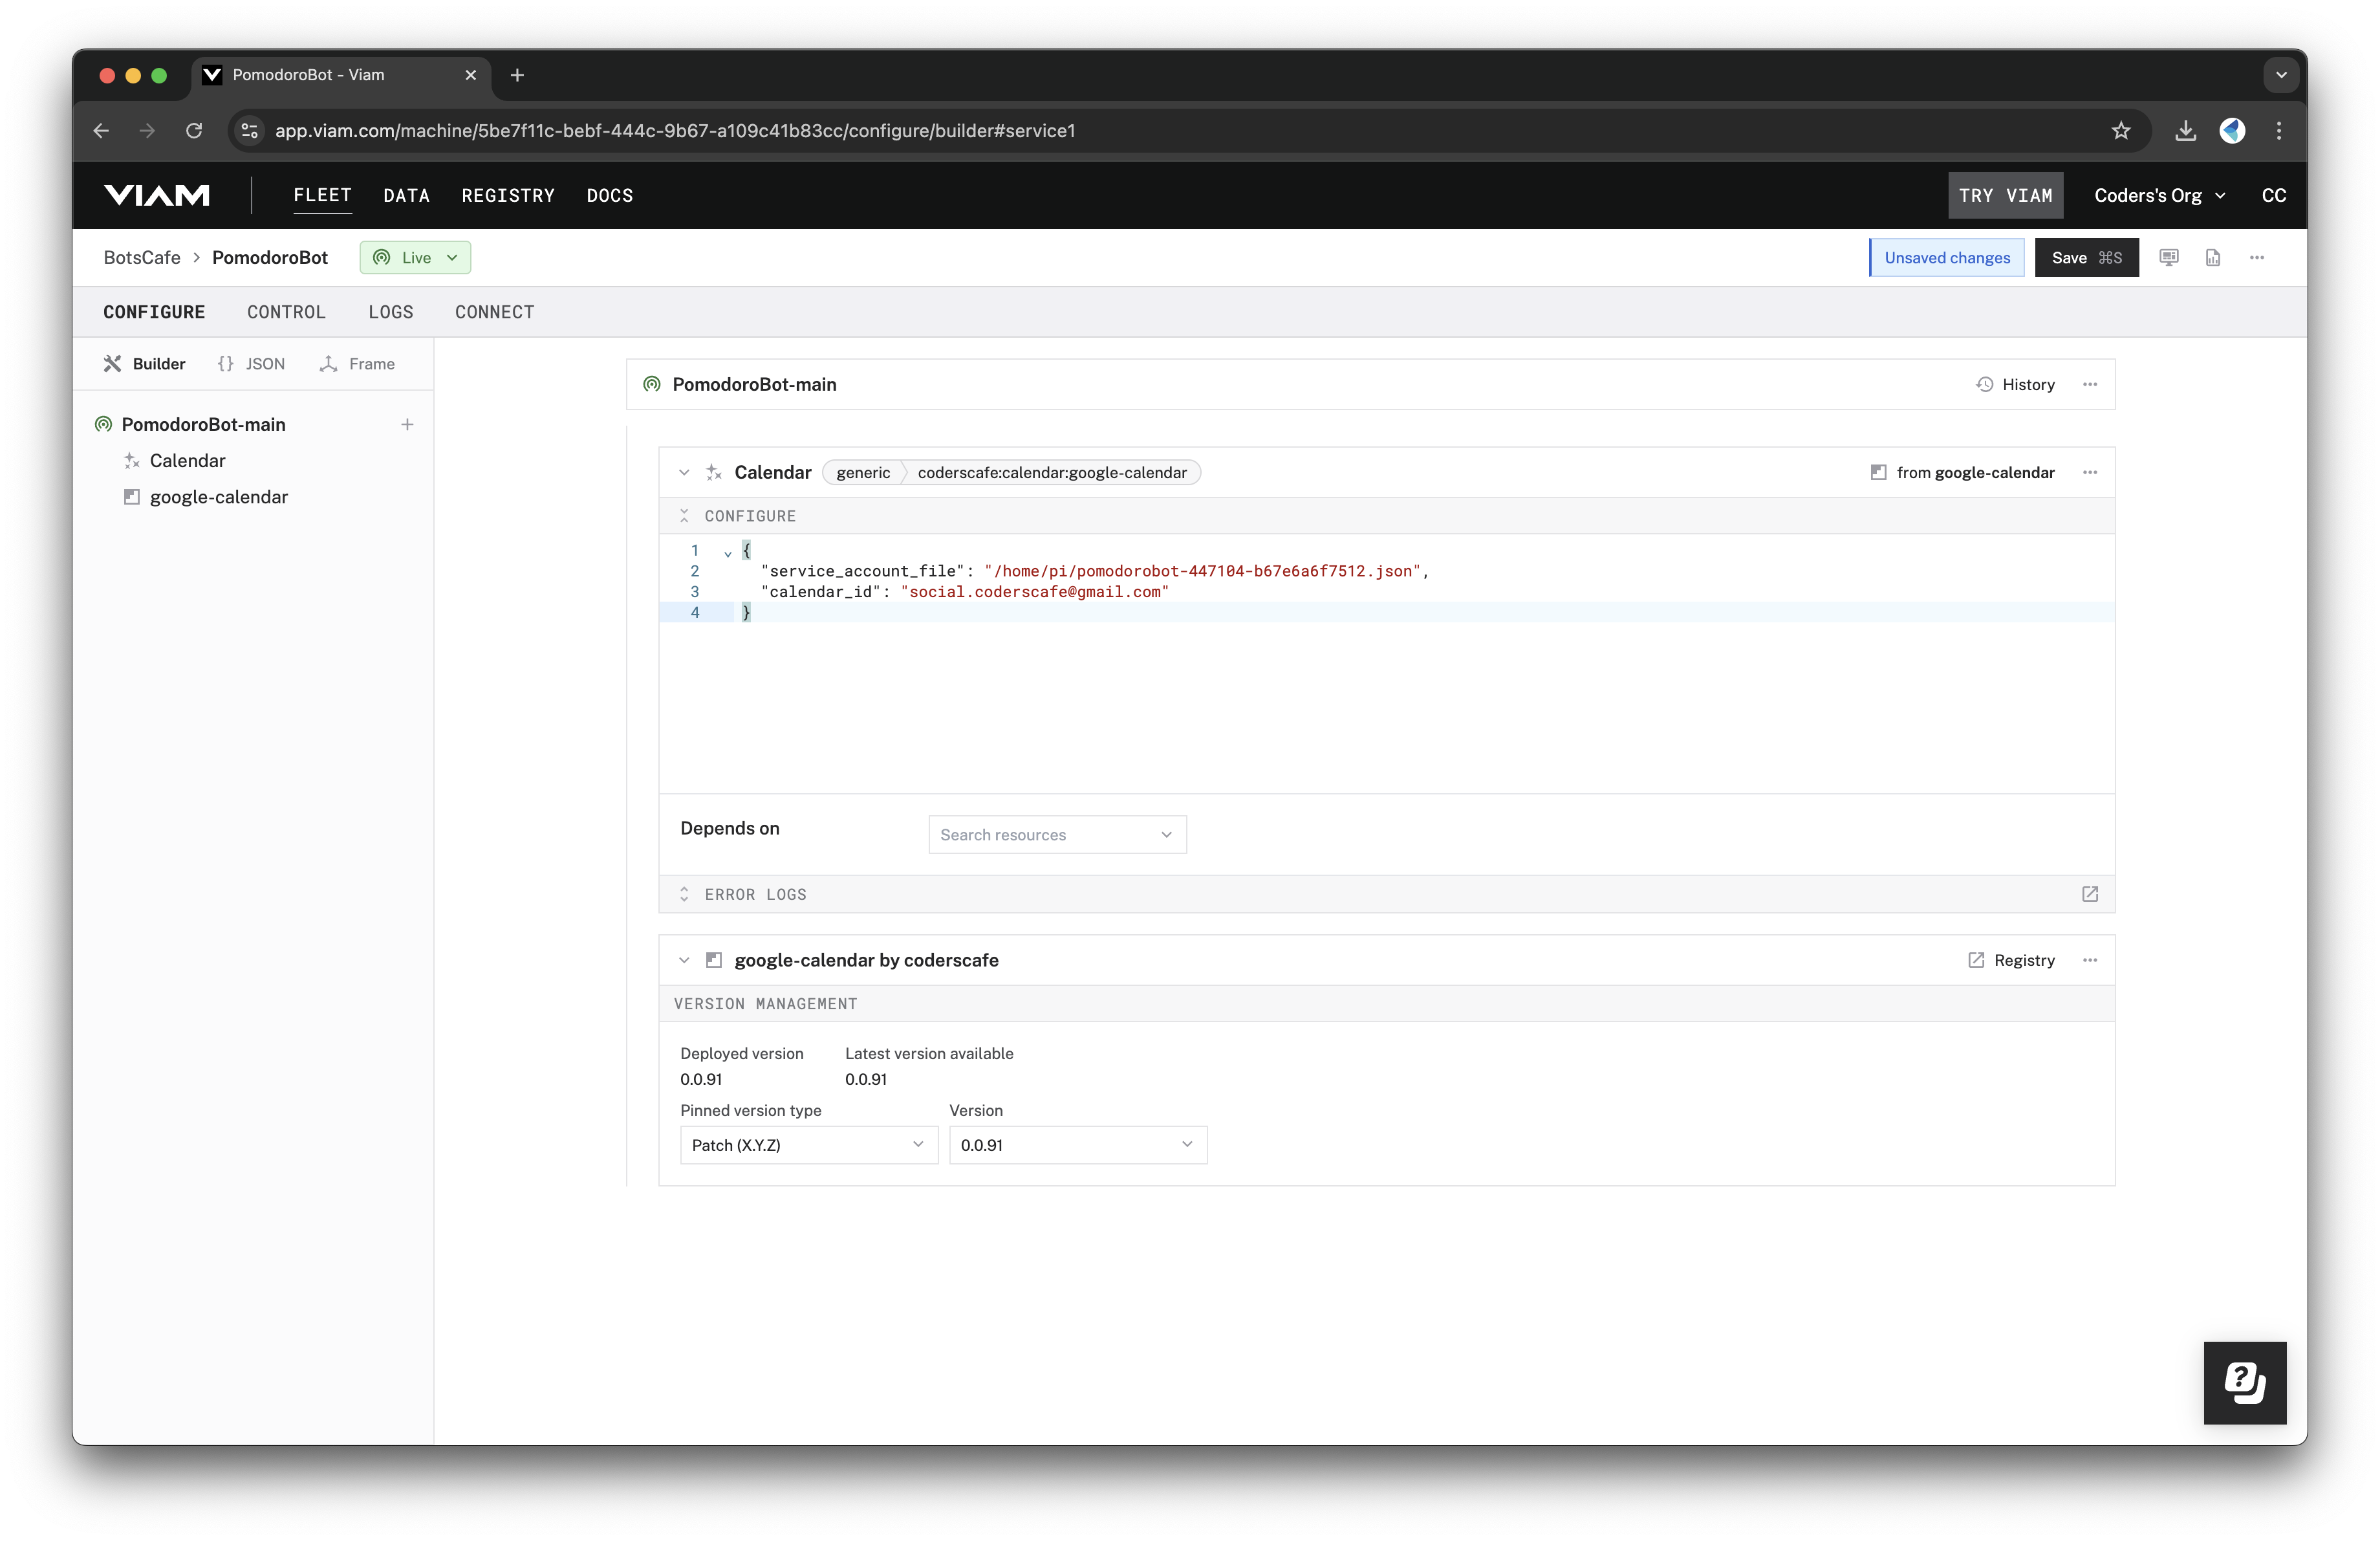 PomodoroBot - Viam
app.viam.com/machine/5be7f11c-bebf-444c-9b67-a109c41b83cc/configure/builder#service1
VIAM FLEET DATA REGISTRY DOCS TRY VIAM Coders's Org CC
BotsCafe > PomodoroBot Live Unsaved changes Save ⌘S
CONFIGURE CONTROL LOGS CONNECT
Builder {} JSON Frame
PomodoroBot-main
Calendar
google-calendar
PomodoroBot-main History
Calendar generic coderscafe:calendar:google-calendar from google-calendar
CONFIGURE
1 {
2 "service_account_file": "/home/pi/pomodorobot-447104-b67e6a6f7512.json",
3 "calendar_id": "social.coderscafe@gmail.com"
4 }
Depends on Search resources
ERROR LOGS
google-calendar by coderscafe Registry
VERSION MANAGEMENT
Deployed version Latest version available
0.0.91 0.0.91
Pinned version type Version
Patch (X.Y.Z) 0.0.91
?